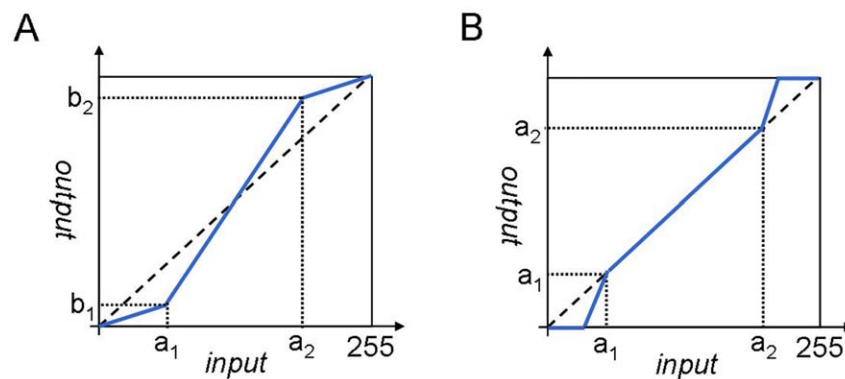 A
b₂
output
b₁
a₁
input
a₂
255
B
a₂
output
a₁
a₁
input
a₂
255